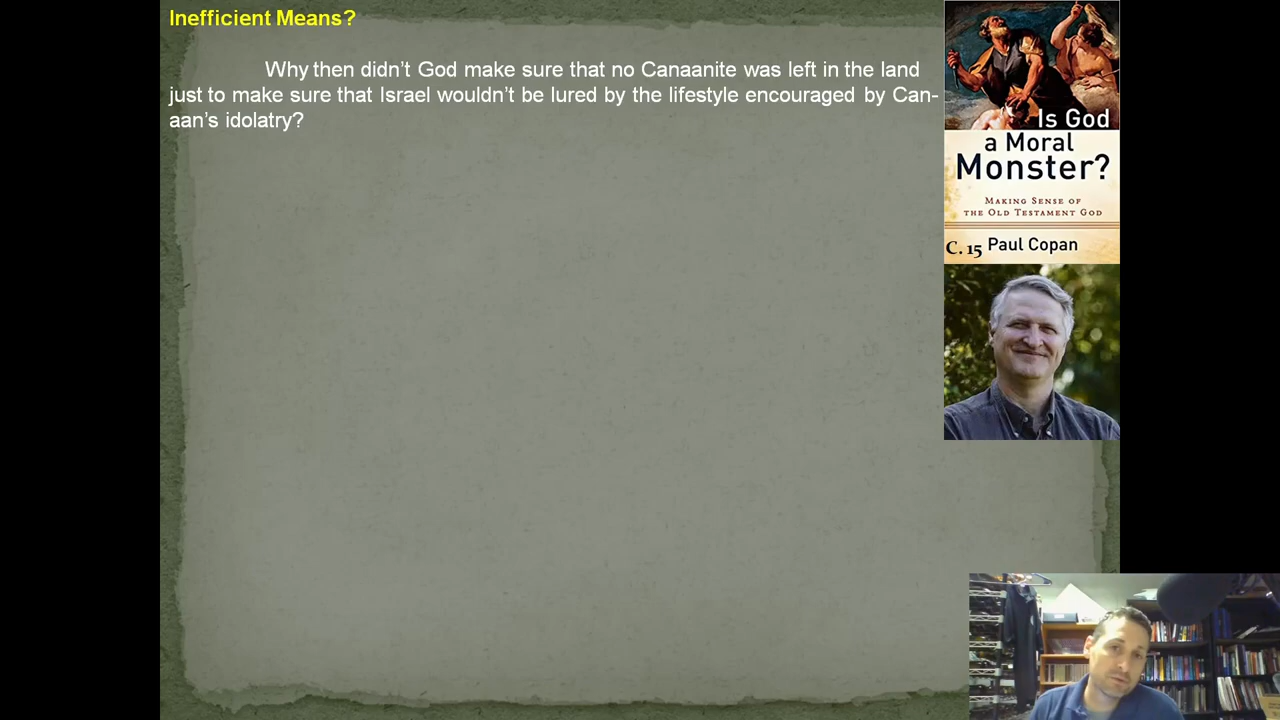 Inefficient Means?
Why then didn't God make sure that no Canaanite was left in the land
just to make sure that Israel wouldn't be lured by the lifestyle encouraged by Can-
aan's idolatry?
Is God
a Moral
Monster?
Making Sense of
the Old Testament God
C. 15 Paul Copan